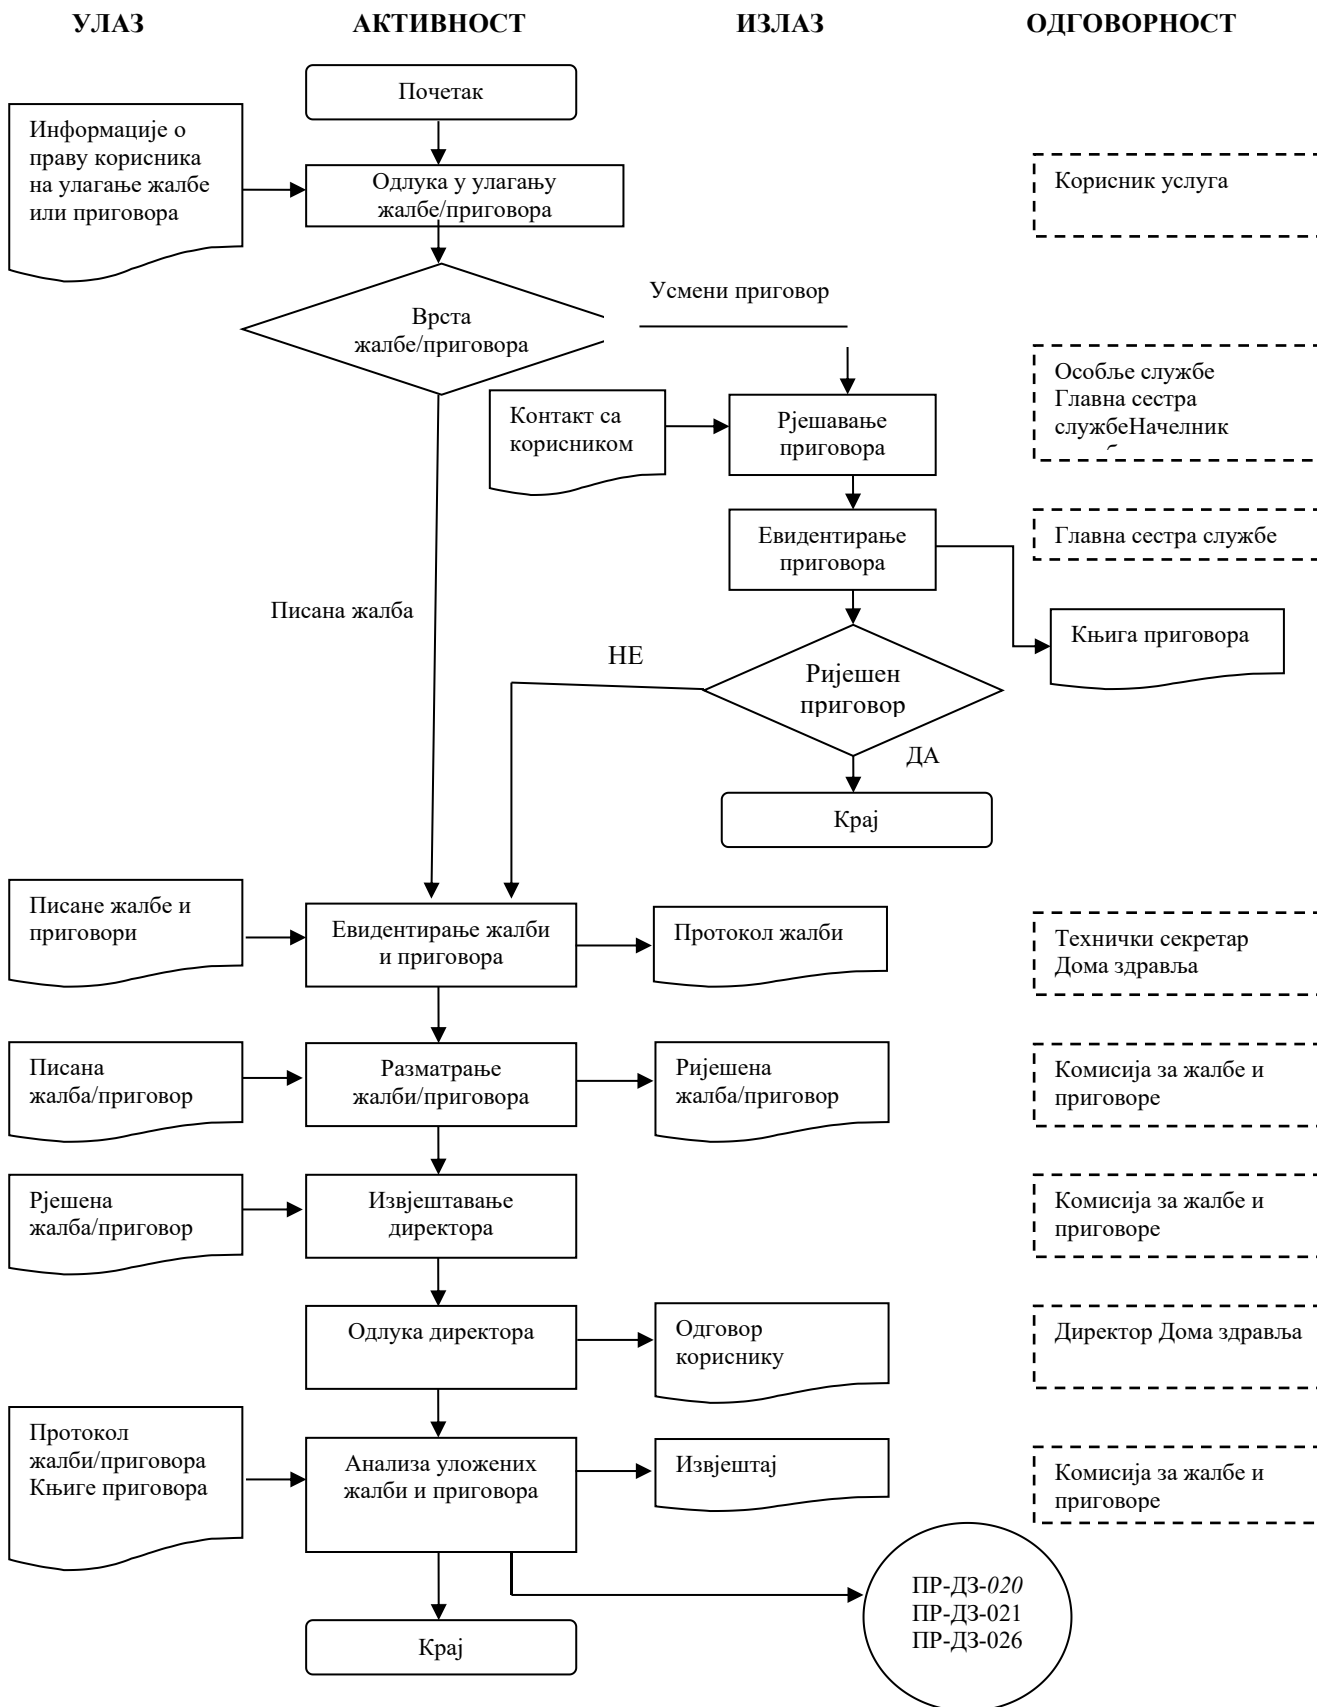 УЛАЗ
АКТИВНОСТ
ИЗЛАЗ
ОДГОВОРНОСТ
Почетак
Информације о
праву корисника
на улагање жалбе
или приговора
Одлука у улагању
жалбе/приговора
Корисник услуга
Усмени приговор
Врста
жалбе/приговора
Контакт са
корисником
Рјешавање
приговора
Особље службе
Главна сестра
службеНачелник
Евидентирање
приговора
Главна сестра службе
Писана жалба
Књига приговора
НЕ
Ријешен
приговор
ДА
Крај
Писане жалбе и
приговори
Евидентирање жалби
и приговора
Протокол жалби
Технички секретар
Дома здравља
Писана
жалба/приговор
Разматрање
жалби/приговора
Ријешена
жалба/приговор
Комисија за жалбе и
приговоре
Рјешена
жалба/приговор
Извјештавање
директора
Комисија за жалбе и
приговоре
Одлука директора
Одговор
кориснику
Директор Дома здравља
Протокол
жалби/приговора
Књиге приговора
Анализа уложених
жалби и приговора
Извјештај
Комисија за жалбе и
приговоре
ПР-ДЗ-020
ПР-ДЗ-021
ПР-ДЗ-026
Крај